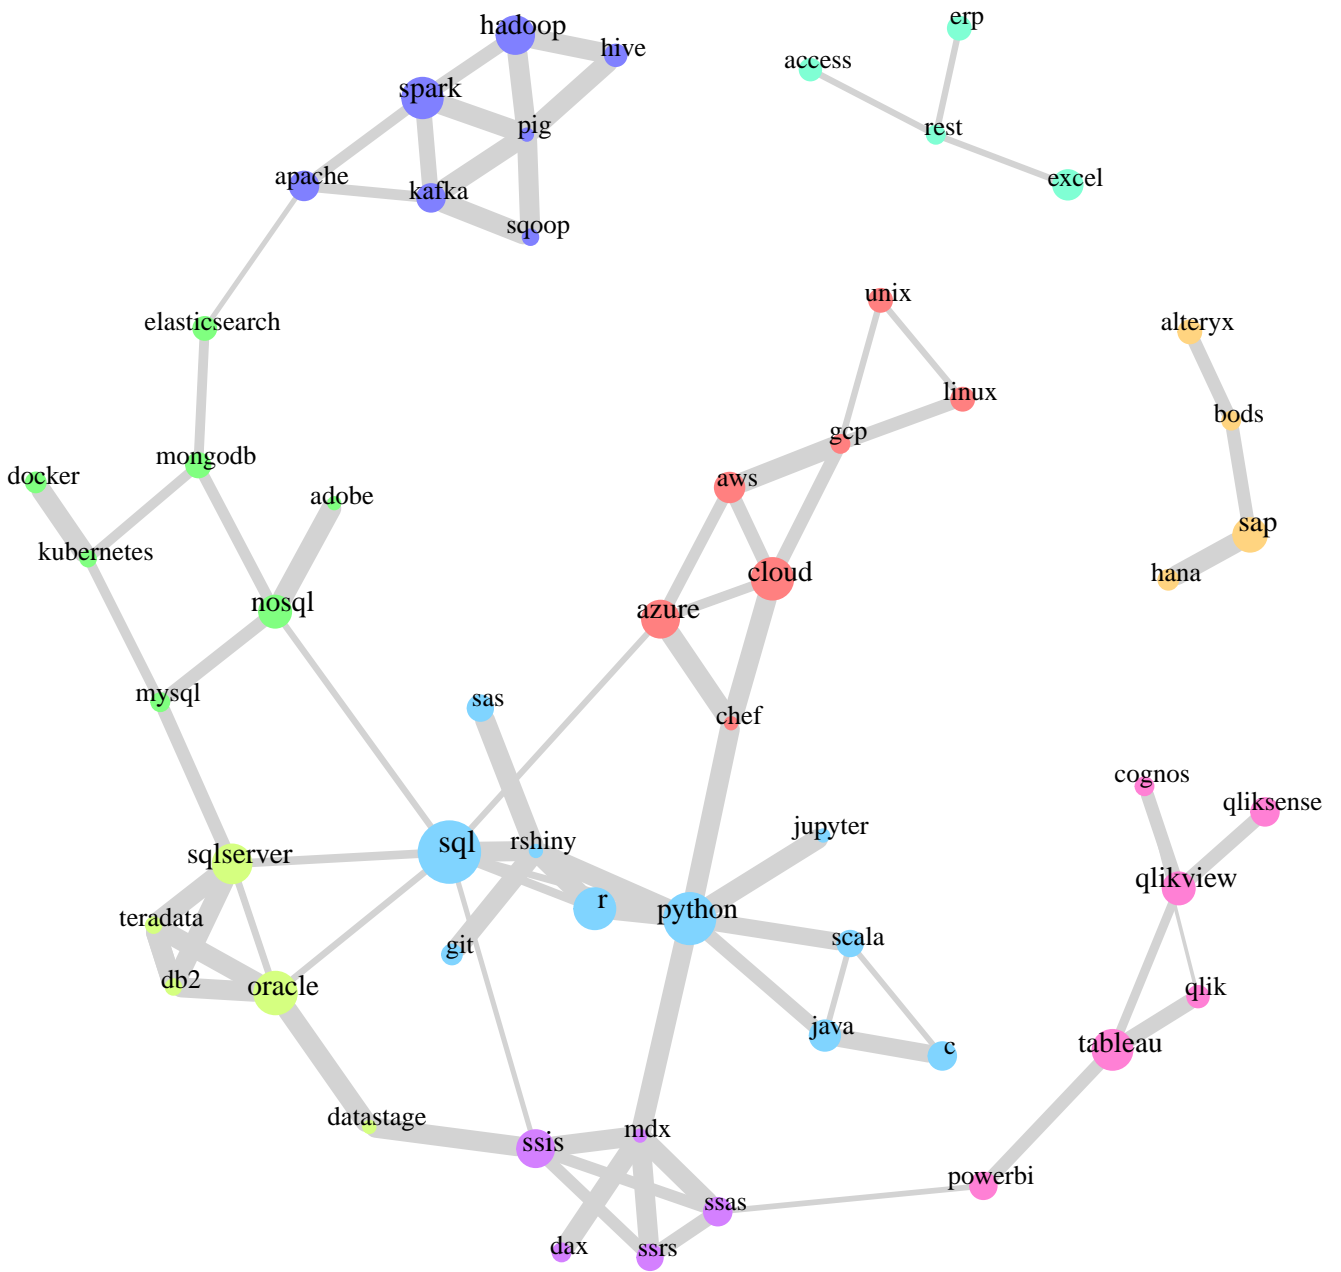 erp
hadoop
hive
access
spark
pig
rest
apache
kafka
excel
sqoop
unix
elasticsearch
alteryx
linux
bods
gcp
mongodb
docker
aws
adobe
sap
kubernetes
cloud
hana
nosql
azure
mysql
sas
chef
cognos
qliksense
jupyter
sql
rshiny
sqlserver
qlikview
r
python
teradata
scala
git
db2
oracle
qlik
java
c
tableau
datastage
mdx
ssis
powerbi
ssas
dax
ssrs